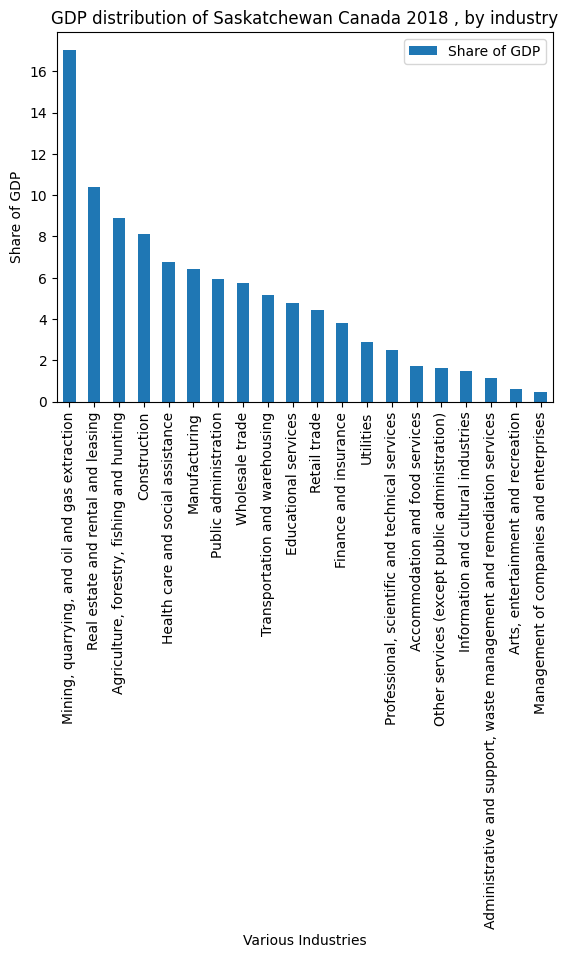 GDP distribution of Saskatchewan Canada 2018 , by industry
Share of GDP
Share of GDP
16
14
12
10
8
6
4
2
0
Mining, quarrying, and oil and gas extraction
Real estate and rental and leasing
Agriculture, forestry, fishing and hunting
Construction
Health care and social assistance
Manufacturing
Public administration
Wholesale trade
Transportation and warehousing
Educational services
Retail trade
Finance and insurance
Utilities
Professional, scientific and technical services
Accommodation and food services
Other services (except public administration)
Information and cultural industries
Administrative and support, waste management and remediation services
Arts, entertainment and recreation
Management of companies and enterprises
Various Industries